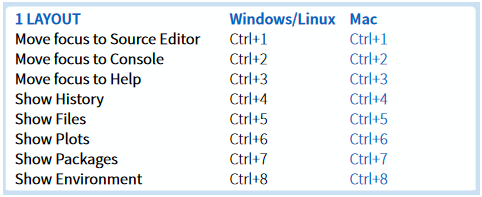 1 LAYOUT Windows/Linux Mac
Move focus to Source Editor Ctrl+1 Ctrl+1
Move focus to Console Ctrl+2 Ctrl+2
Move focus to Help Ctrl+3 Ctrl+3
Show History Ctrl+4 Ctrl+4
Show Files Ctrl+5 Ctrl+5
Show Plots Ctrl+6 Ctrl+6
Show Packages Ctrl+7 Ctrl+7
Show Environment Ctrl+8 Ctrl+8